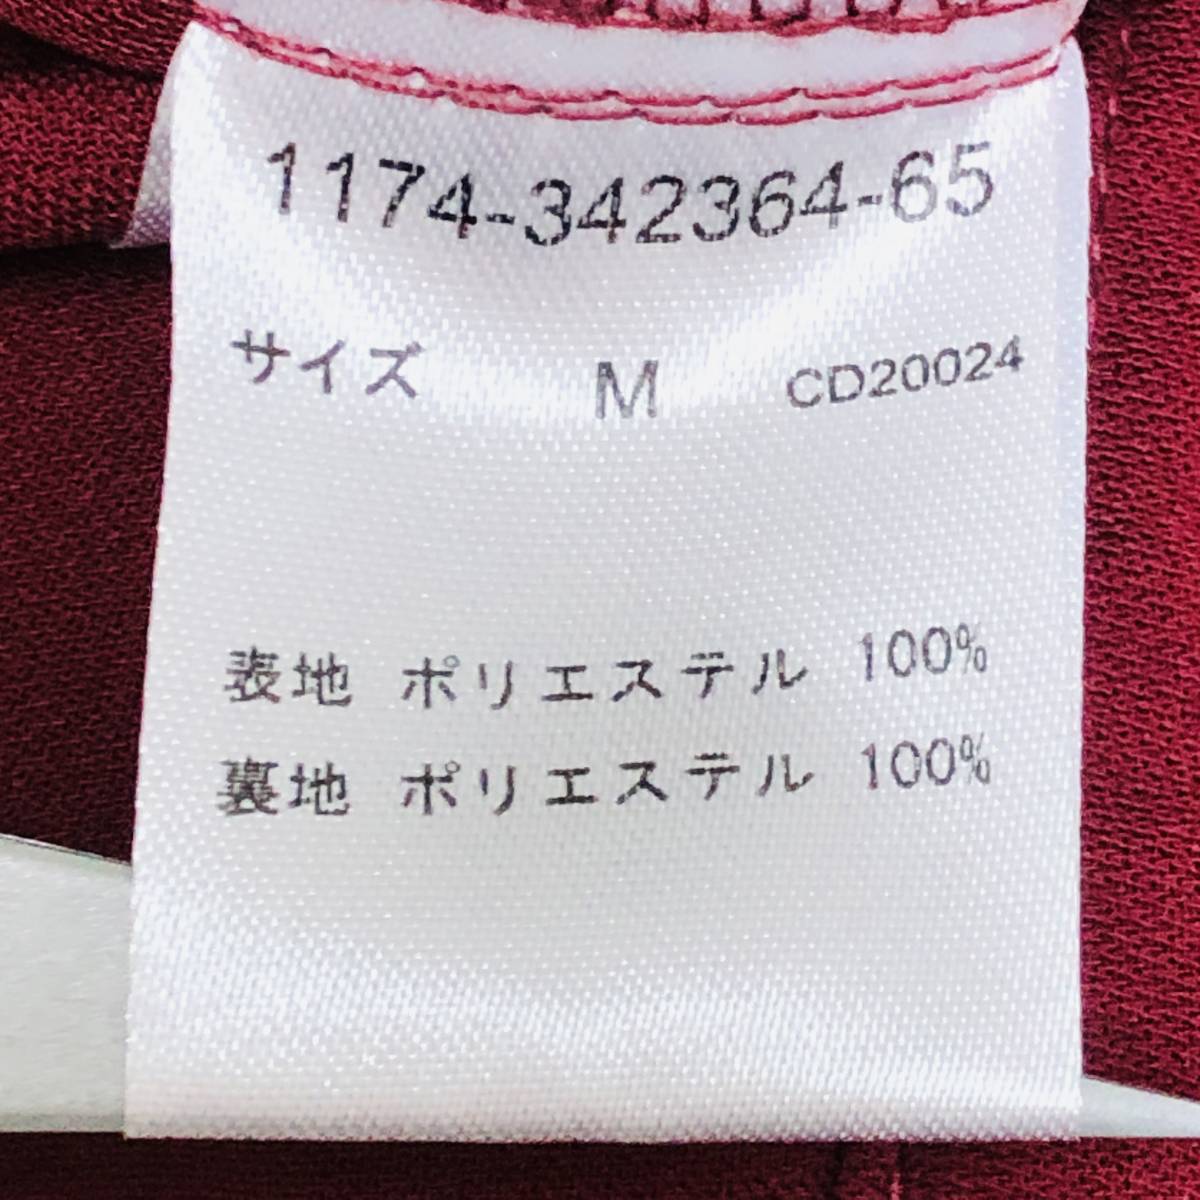 1174-342364-65
サイズ M CD20024
表地 ポリエステル 100%
裏地 ポリエステル 100%